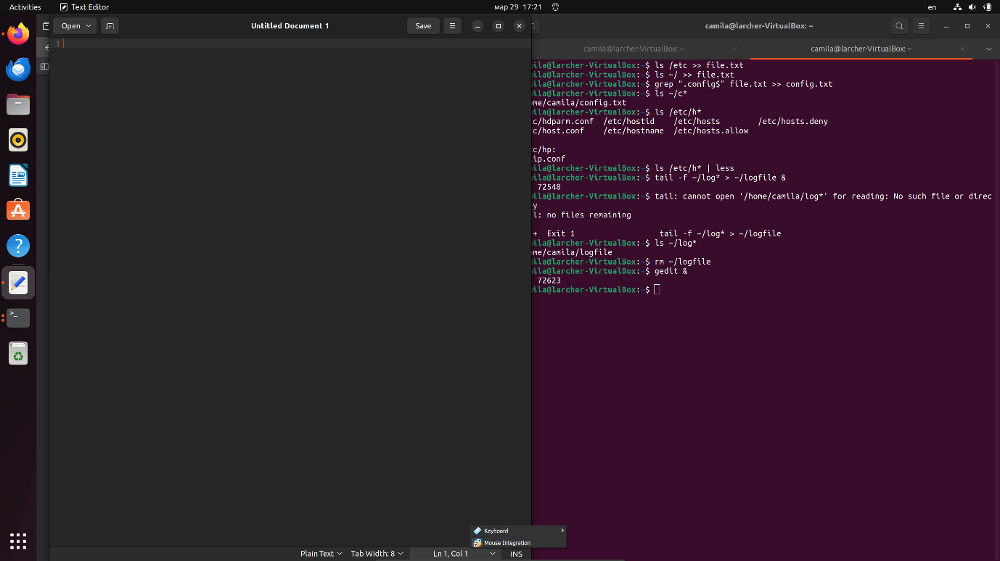 Activities
Text Editor
мар 29 17:21
en
Open
Untitled Document 1
Save
1
camila@larcher-VirtualBox: ~
camila@larcher-VirtualBox: ~
camila@larcher-VirtualBox: ~
ila@larcher-VirtualBox:~$ ls /etc >> file.txt
ila@larcher-VirtualBox:~$ ls ~/ >> file.txt
ila@larcher-VirtualBox:~$ grep ".config$" file.txt >> config.txt
ila@larcher-VirtualBox:~$ ls ~/c*
me/camila/config.txt
ila@larcher-VirtualBox:~$ ls /etc/h*
c/hdparm.conf /etc/hostid /etc/hosts /etc/hosts.deny
c/host.conf /etc/hostname /etc/hosts.allow
c/hp:
ip.conf
ila@larcher-VirtualBox:~$ ls /etc/h* | less
ila@larcher-VirtualBox:~$ tail -f ~/log* > ~/logfile &
72548
ila@larcher-VirtualBox:~$ tail: cannot open '/home/camila/log*' for reading: No such file or direc
y
l: no files remaining
+ Exit 1 tail -f ~/log* > ~/logfile
ila@larcher-VirtualBox:~$ ls ~/log*
me/camila/logfile
ila@larcher-VirtualBox:~$ rm ~/logfile
ila@larcher-VirtualBox:~$ gedit &
72623
ila@larcher-VirtualBox:~$
Keyboard
Mouse Integration
Plain Text
Tab Width: 8
Ln 1, Col 1
INS